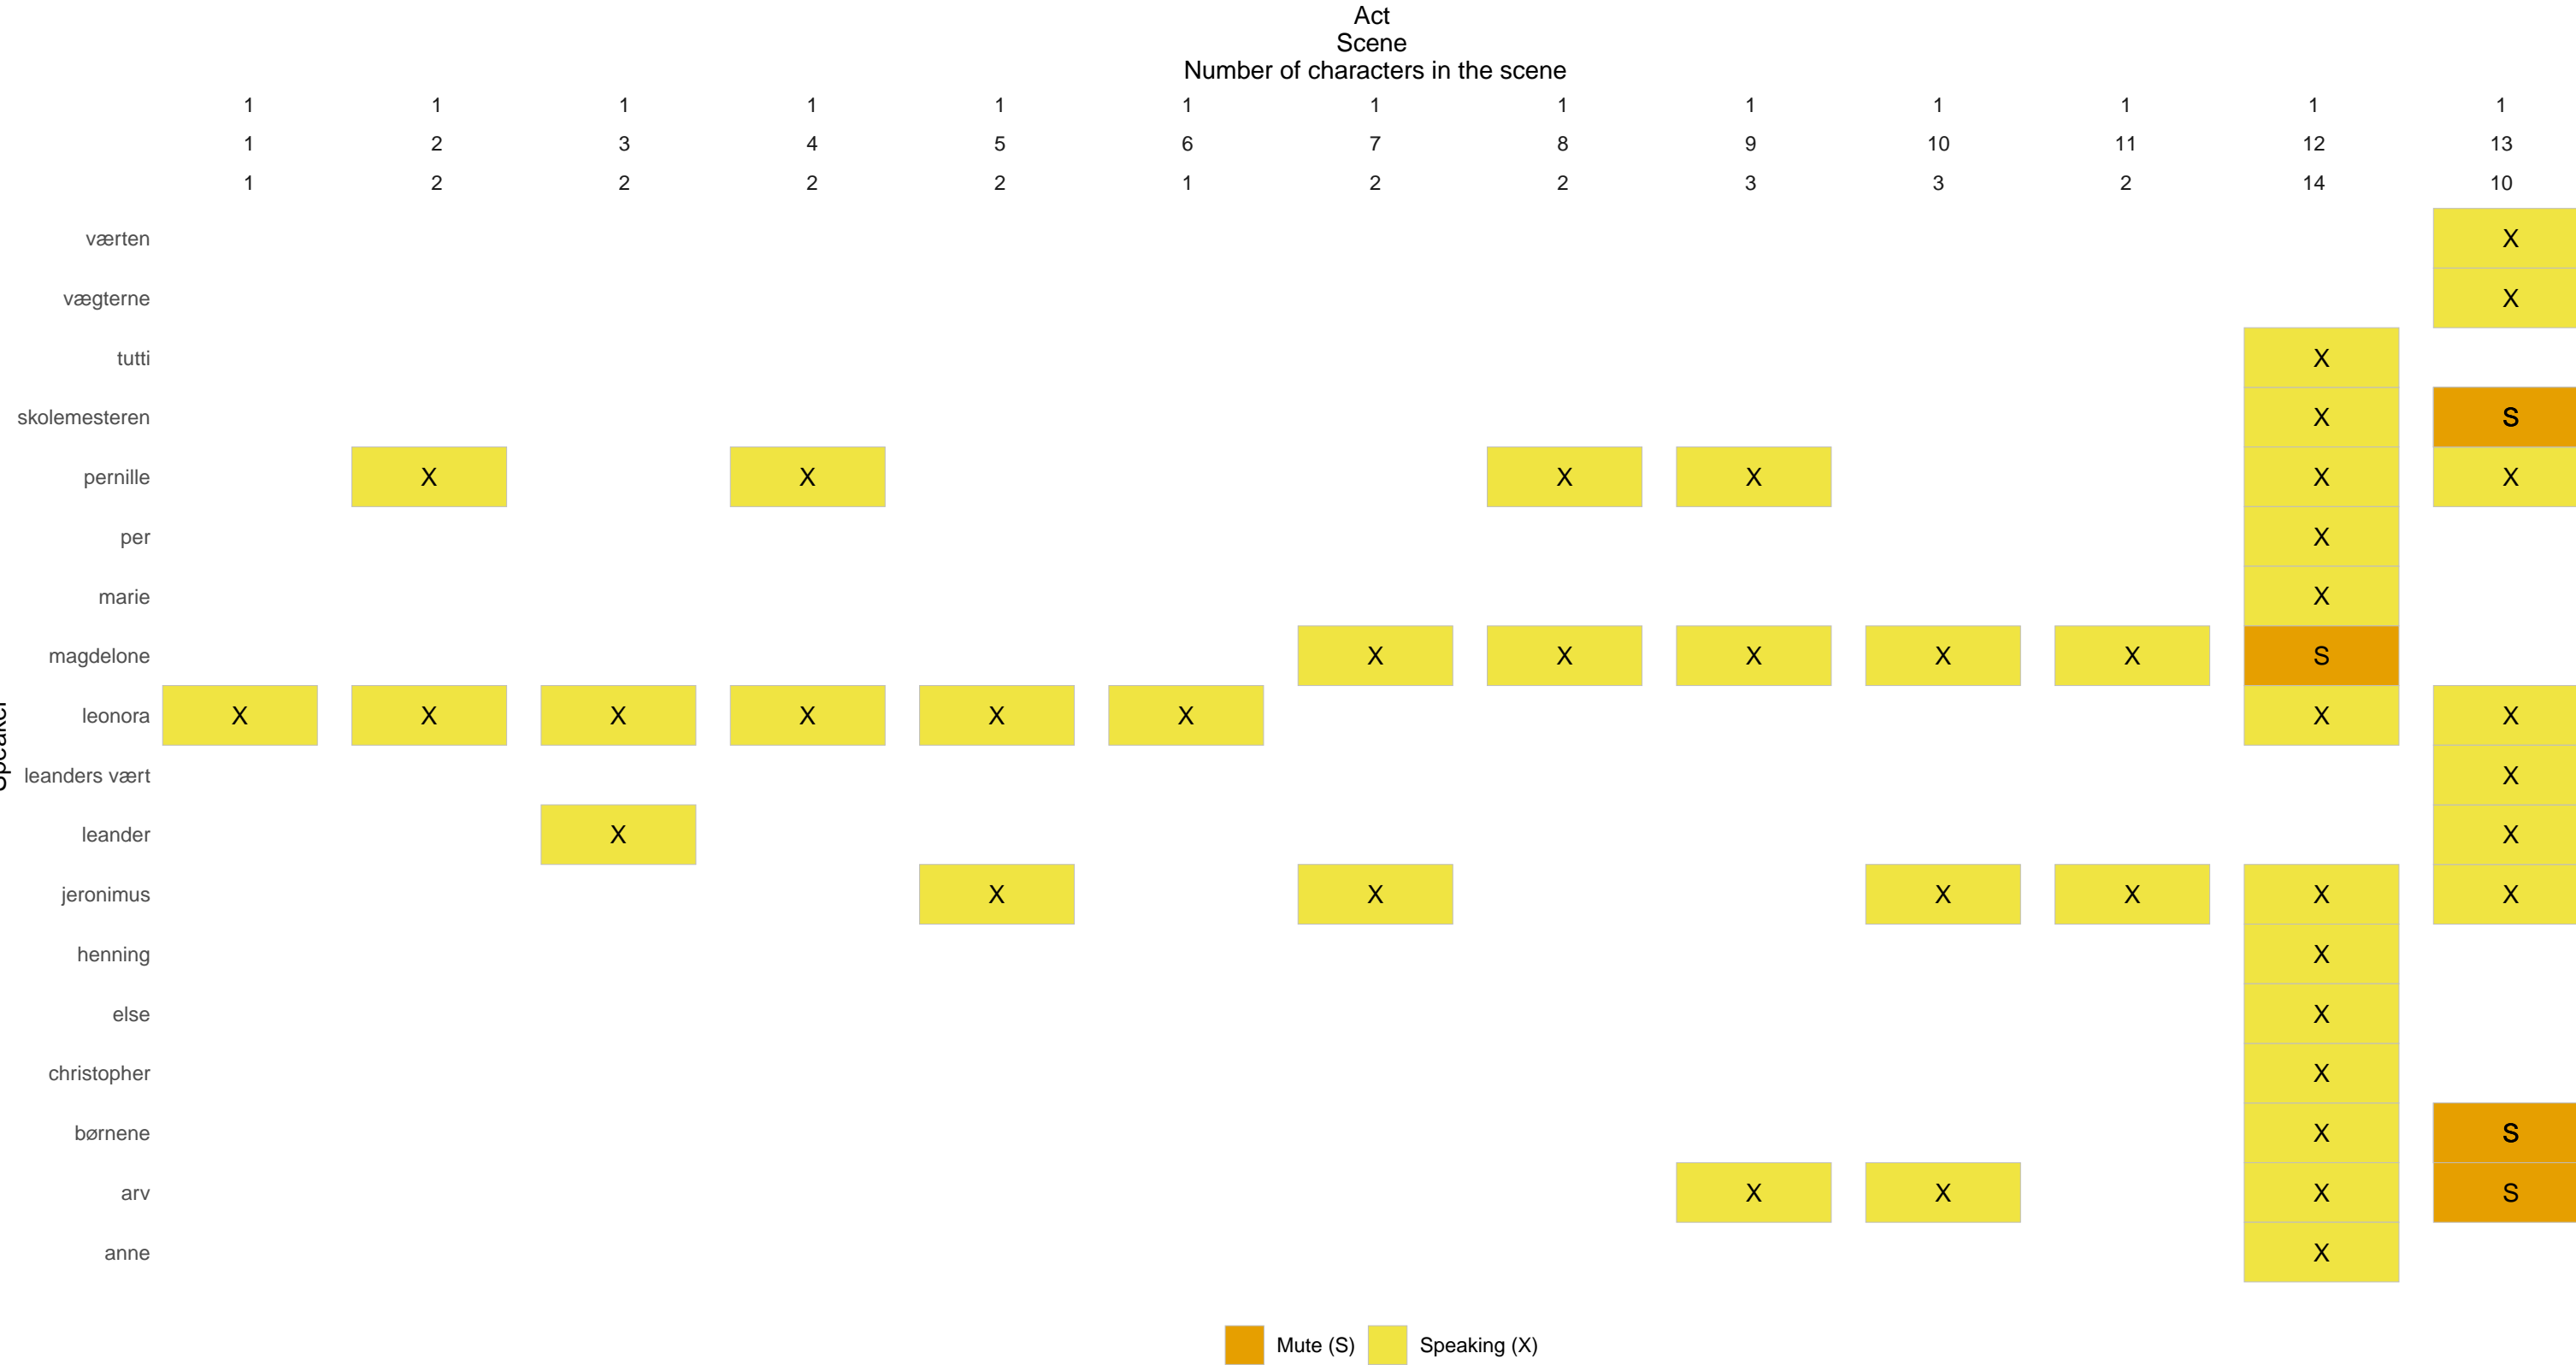 Act
Scene
Number of characters in the scene
1 1 1 1 1 1 1 1 1 1 1 1 1
1 2 3 4 5 6 7 8 9 10 11 12 13
1 2 2 2 2 1 2 2 3 3 2 14 10
værten X
vægterne X
tutti X
skolemesteren X S
pernille X X X X X X
per X
marie X
magdelone X X X X X S
leonora X X X X X X X X
leanders vært X
leander X X
jeronimus X X X X X X
henning X
else X
christopher X
børnene X S
arv X X X S
anne X
Mute (S) Speaking (X)